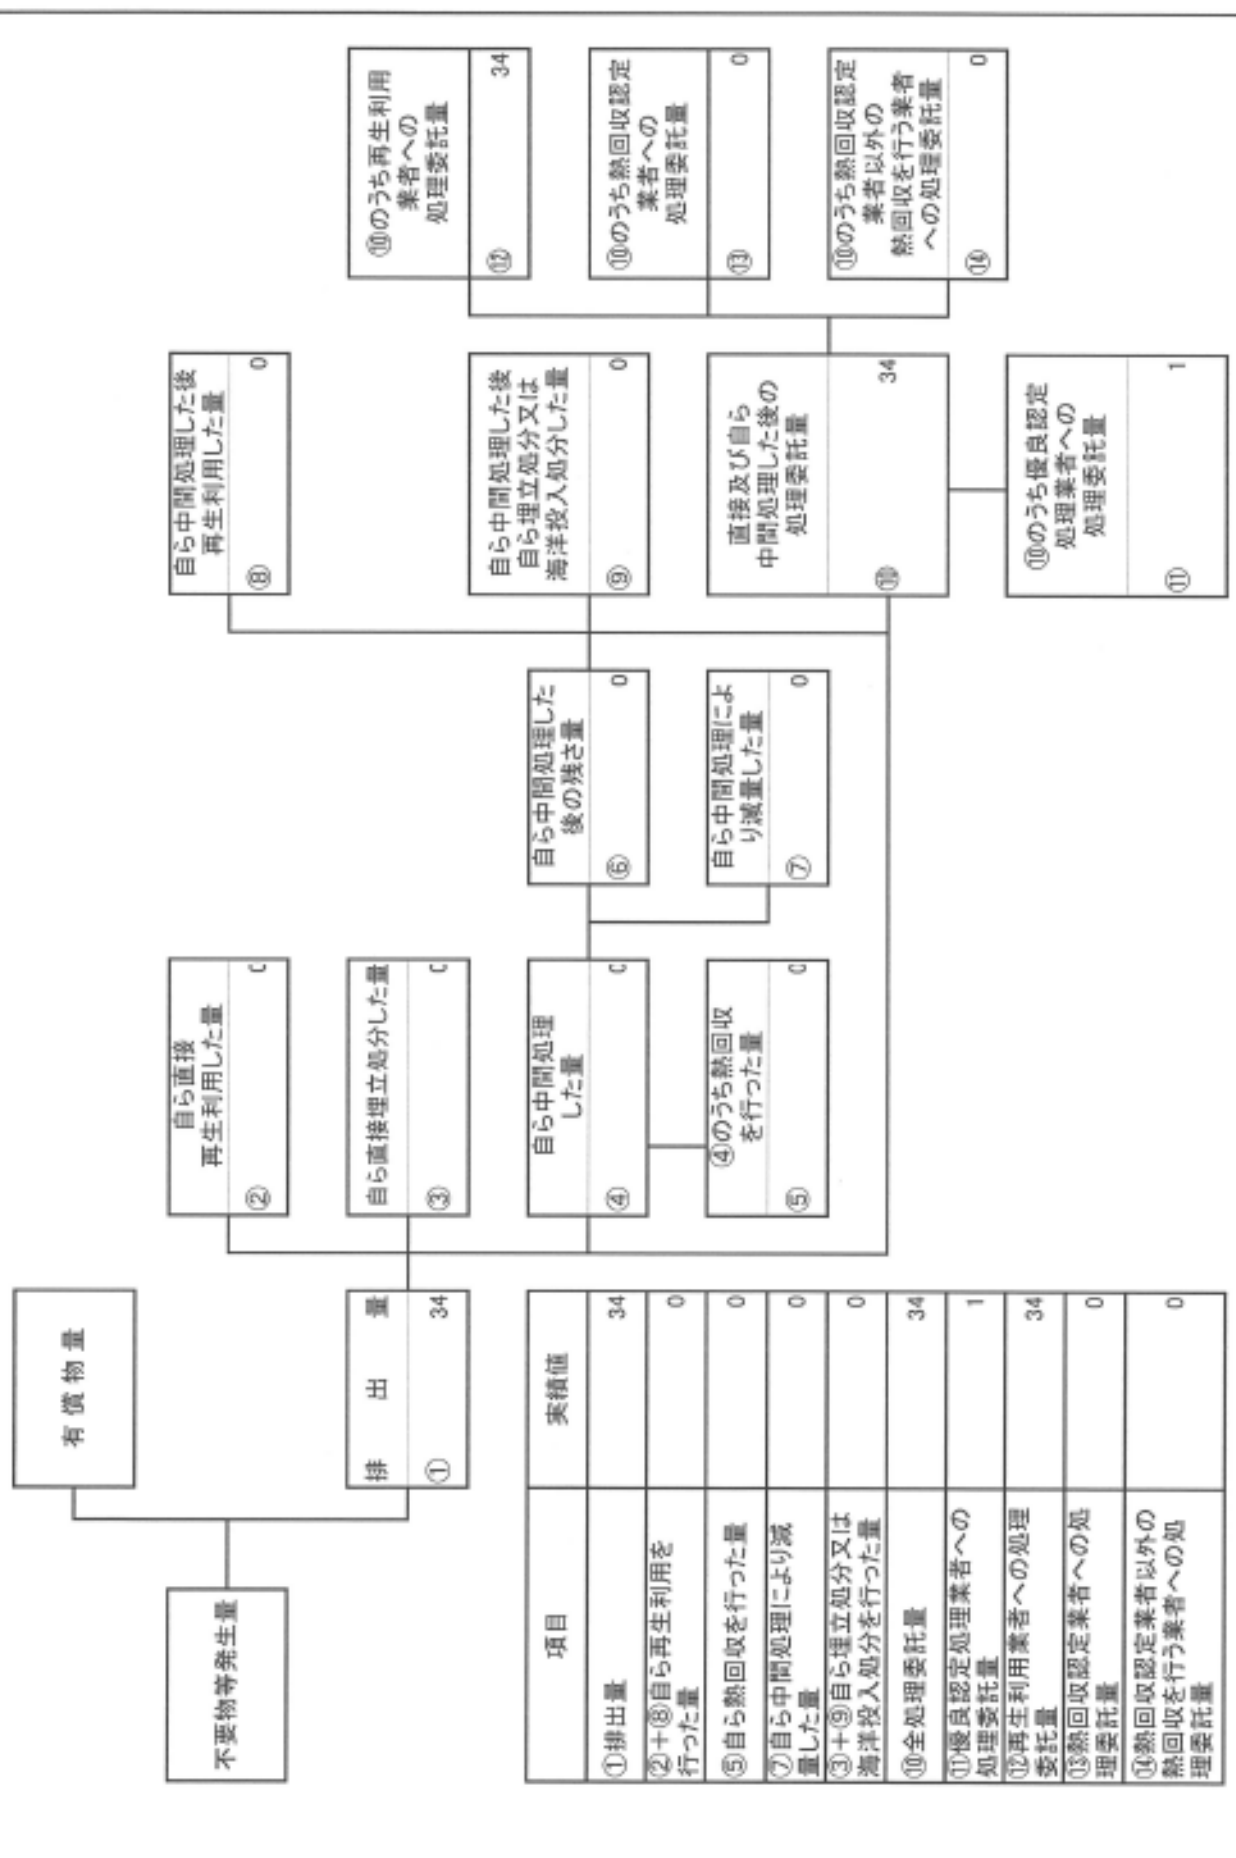 有償物量
不要物等発生量
排出量
① 34
自ら直接
再生利用した量
② 0
自ら直接埋立処分した量
③ 0
自ら中間処理
した量
④ 0
④のうち熱回収
を行った量
⑤ 0
自ら中間処理した
後の残さ量
⑥ 0
自ら中間処理によ
り減量した量
⑦ 0
自ら中間処理した後
再生利用した量
⑧ 0
自ら中間処理した後
自ら埋立処分又は
海洋投入処分した量
⑨ 0
直接及び自ら
中間処理した後の
処理委託量
⑩ 34
⑩のうち優良認定
処理業者への
処理委託量
⑪ 1
⑩のうち再生利用
業者への
処理委託量
⑫ 34
⑩のうち熱回収認定
業者への
処理委託量
⑬ 0
⑩のうち熱回収認定
業者以外の
熱回収を行う業者
への処理委託量
⑭ 0
項目 実績値
①排出量 34
②+⑧自ら再生利用を
行った量 0
⑤自ら熱回収を行った量 0
⑦自ら中間処理により減
量した量 0
③+⑨自ら埋立処分又は
海洋投入処分を行った量 0
⑩全処理委託量 34
⑪優良認定処理業者への
処理委託量 1
⑫再生利用業者への処理
委託量 34
⑬熱回収認定業者への処
理委託量 0
⑭熱回収認定業者以外の
熱回収を行う業者への処
理委託量 0